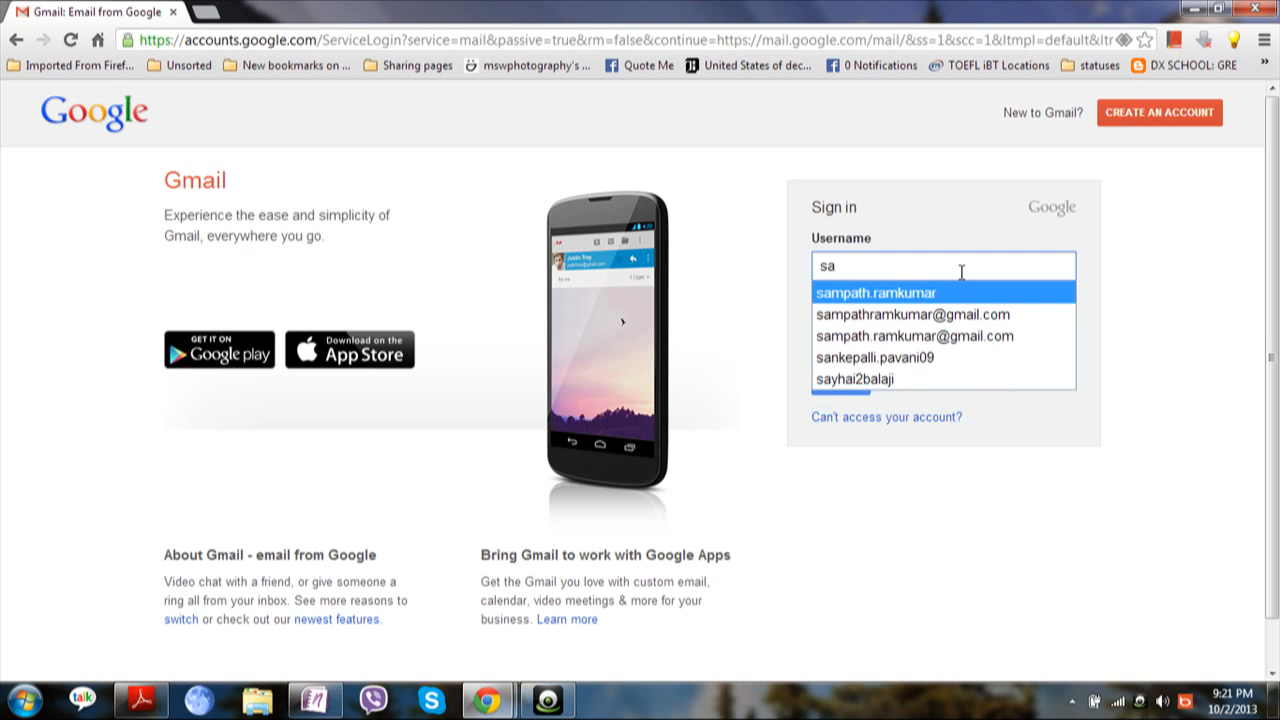 Gmail: Email from Google
https://accounts.google.com/ServiceLogin?service=mail&passive=true&rm=false&continue=https://mail.google.com/mail/&ss=1&scc=1&ltmpl=default&ltr
Imported From Firef... Unsorted New bookmarks on ... Sharing pages mswphotography's ... Quote Me United States of dec... 0 Notifications TOEFL iBT Locations statuses DX SCHOOL: GRE »
Google
New to Gmail? CREATE AN ACCOUNT
Gmail
Experience the ease and simplicity of
Gmail, everywhere you go.
GET IT ON
Google play
Download on the
App Store
Justin Troy
Sign in Google
Username
sa
sampath.ramkumar
sampathramkumar@gmail.com
sampath.ramkumar@gmail.com
sankepalli.pavani09
sayhai2balaji
Can't access your account?
About Gmail - email from Google
Video chat with a friend, or give someone a
ring all from your inbox. See more reasons to
switch or check out our newest features.
Bring Gmail to work with Google Apps
Get the Gmail you love with custom email,
calendar, video meetings & more for your
business. Learn more
talk
9:21 PM
10/2/2013